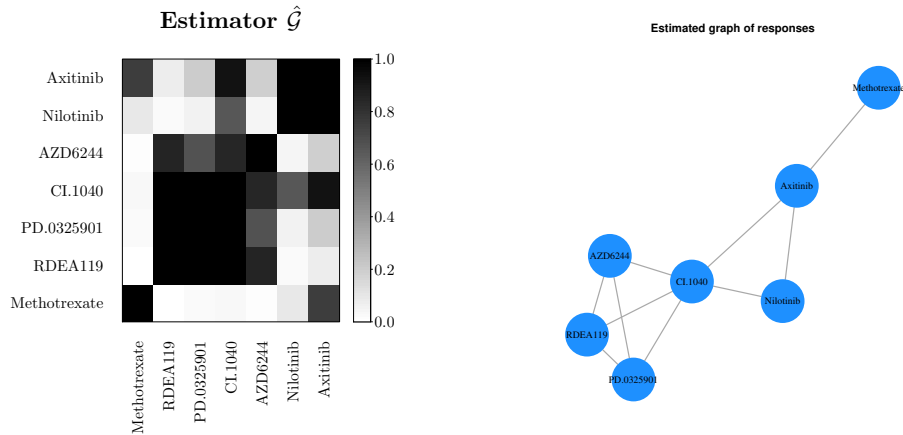 Estimator $\hat{\mathcal{G}}$
Axitinib
Nilotinib
AZD6244
CI.1040
PD.0325901
RDEA119
Methotrexate
1.0
0.8
0.6
0.4
0.2
0.0
Methotrexate
RDEA119
PD.0325901
CI.1040
AZD6244
Nilotinib
Axitinib
Estimated graph of responses
Methotrexate
Axitinib
AZD6244
CI.1040
Nilotinib
RDEA119
PD.0325901